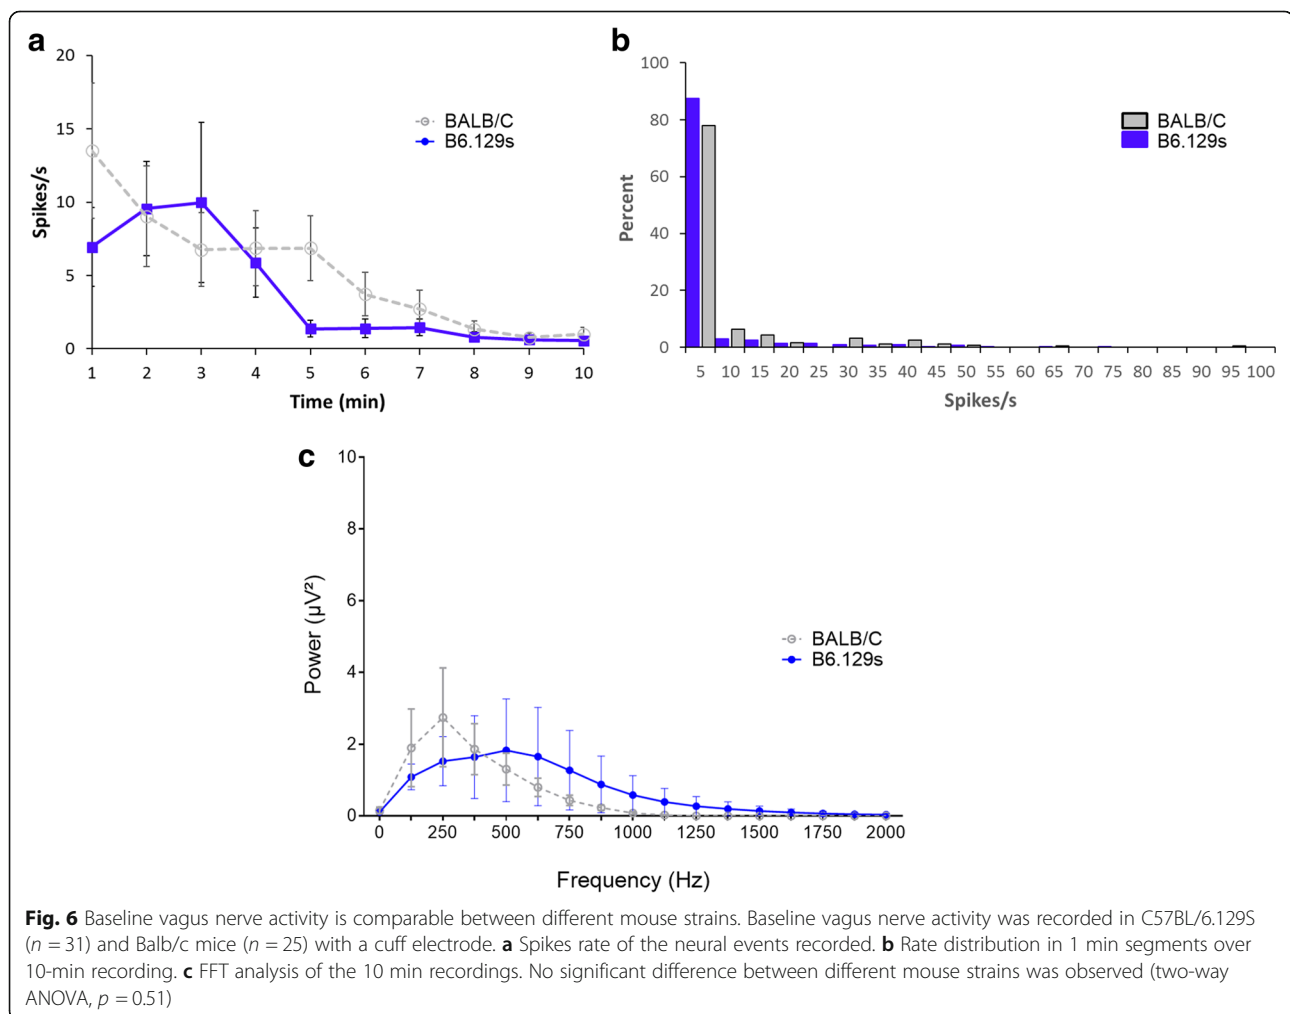 a
20
15
10
5
0
Spikes/s
BALB/C
B6.129s
1 2 3 4 5 6 7 8 9 10
Time (min)
b
100
80
60
40
20
0
Percent
BALB/C
B6.129s
5 10 15 20 25 30 35 40 45 50 55 60 65 70 75 80 85 90 95 100
Spikes/s
c
10
8
6
4
2
0
Power (µV²)
BALB/C
B6.129s
0 250 500 750 1000 1250 1500 1750 2000
Frequency (Hz)
Fig. 6 Baseline vagus nerve activity is comparable between different mouse strains. Baseline vagus nerve activity was recorded in C57BL/6.129S
(n = 31) and Balb/c mice (n = 25) with a cuff electrode. a Spikes rate of the neural events recorded. b Rate distribution in 1 min segments over
10-min recording. c FFT analysis of the 10 min recordings. No significant difference between different mouse strains was observed (two-way
ANOVA, p = 0.51)